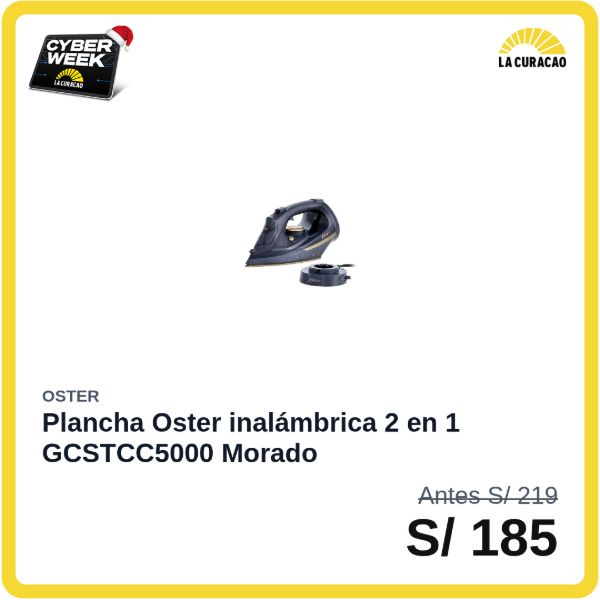 CYBER
WEEK
LA CURACAO
LA CURACAO
OSTER
Plancha Oster inalámbrica 2 en 1
GCSTCC5000 Morado
Antes S/ 219
S/ 185